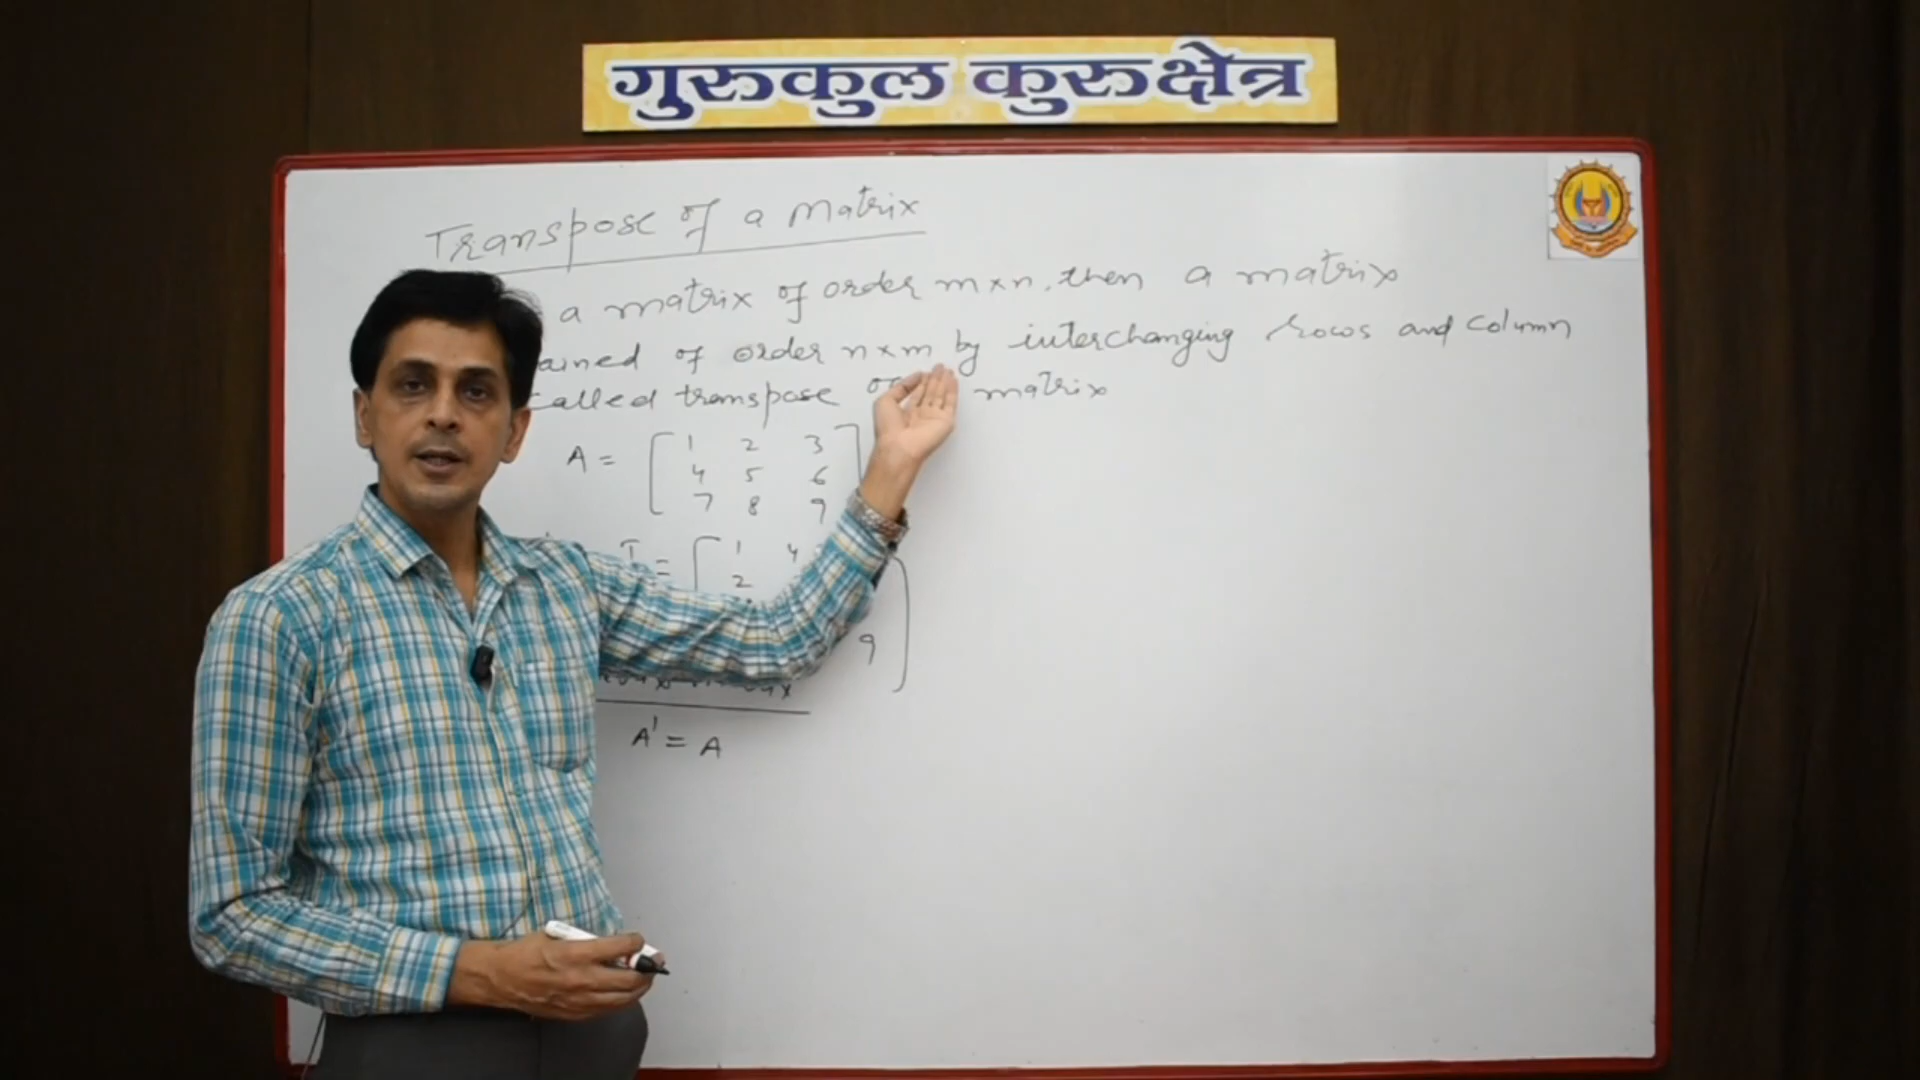 गुरुकुल कुरुक्षेत्र
Transpose of a Matrix
a matrix of order m×n, then a matrix
ained of order n×m by interchanging rows and column
called transpose matrix
A = [ 1 2 3
4 5 6
7 8 9
T = [ 1 4
2
9 ]
A' = A